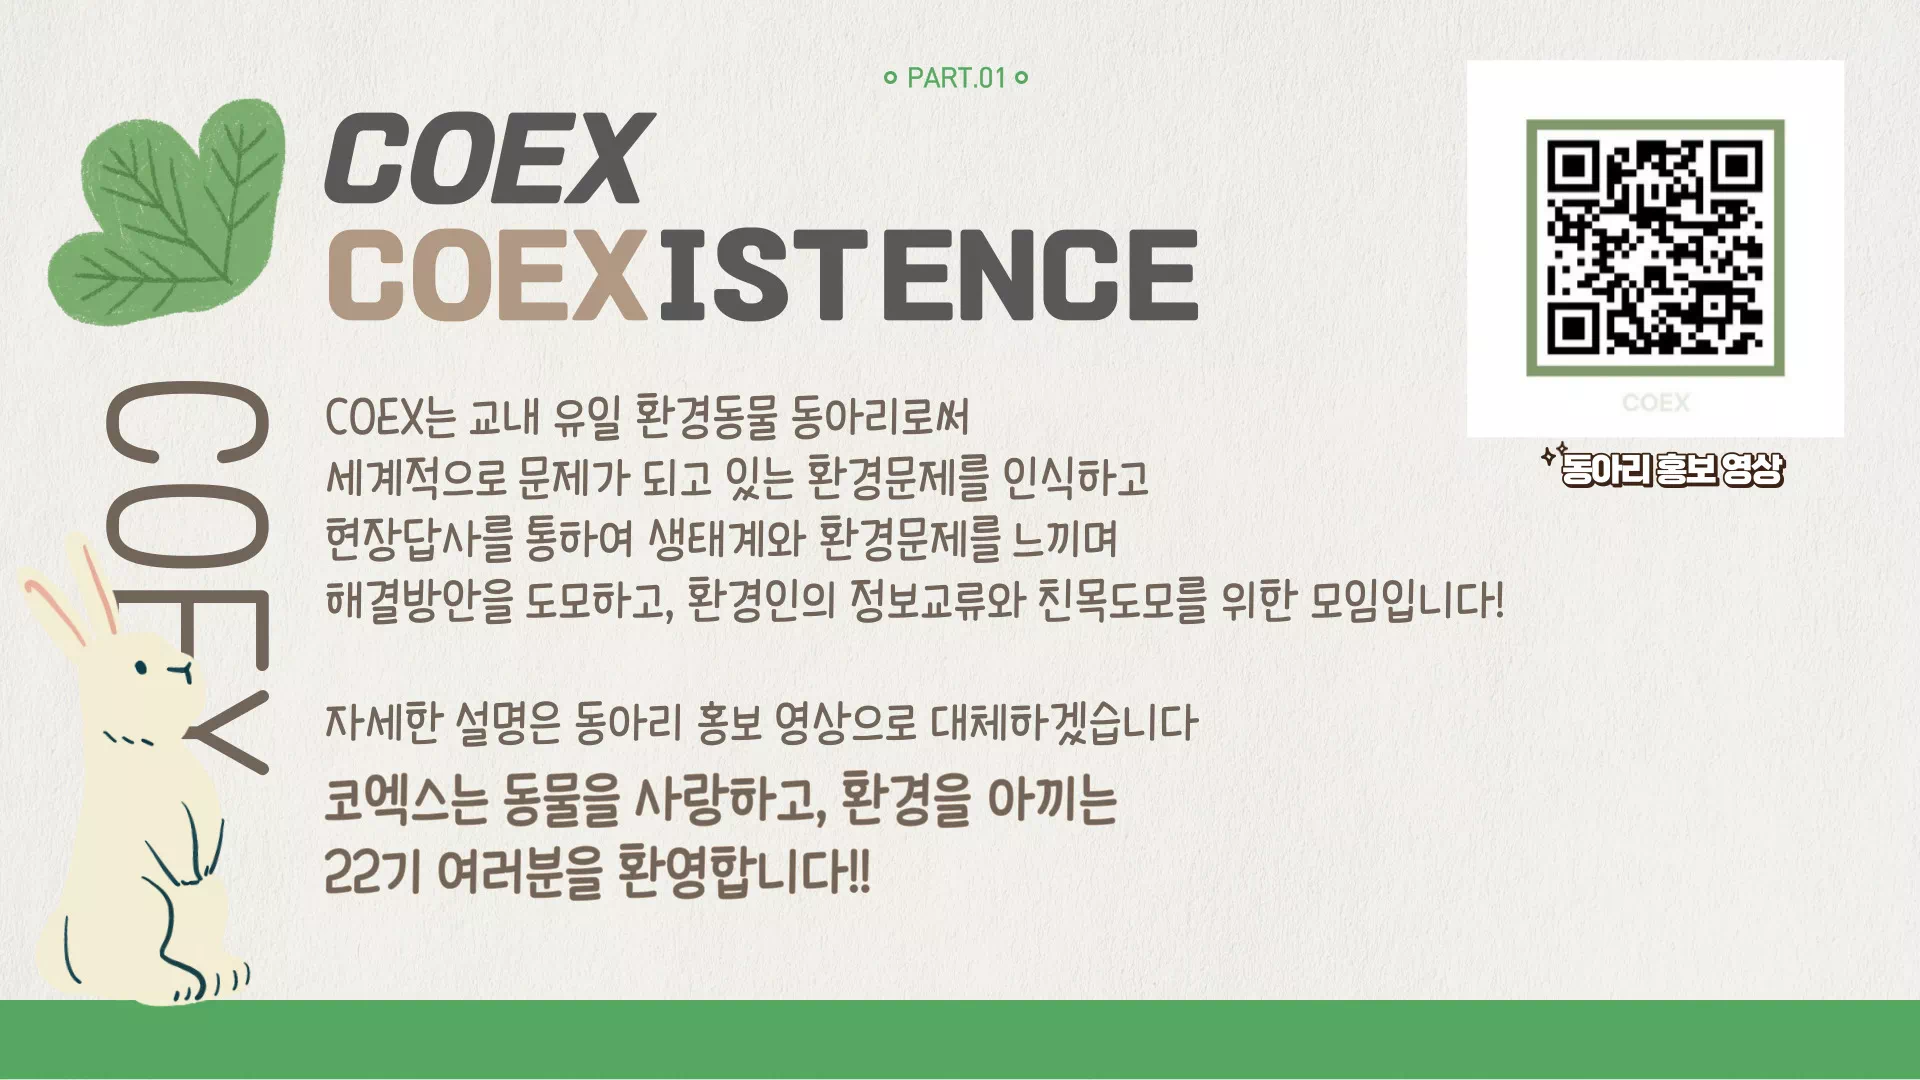 PART.01
COEX
COEXISTENCE
COEX
COEX는 교내 유일 환경동물 동아리로써
세계적으로 문제가 되고 있는 환경문제를 인식하고
현장답사를 통하여 생태계와 환경문제를 느끼며
해결방안을 도모하고, 환경인의 정보교류와 친목도모를 위한 모임입니다!
자세한 설명은 동아리 홍보 영상으로 대체하겠습니다
코엑스는 동물을 사랑하고, 환경을 아끼는
22기 여러분을 환영합니다!!
COEX
동아리 홍보 영상